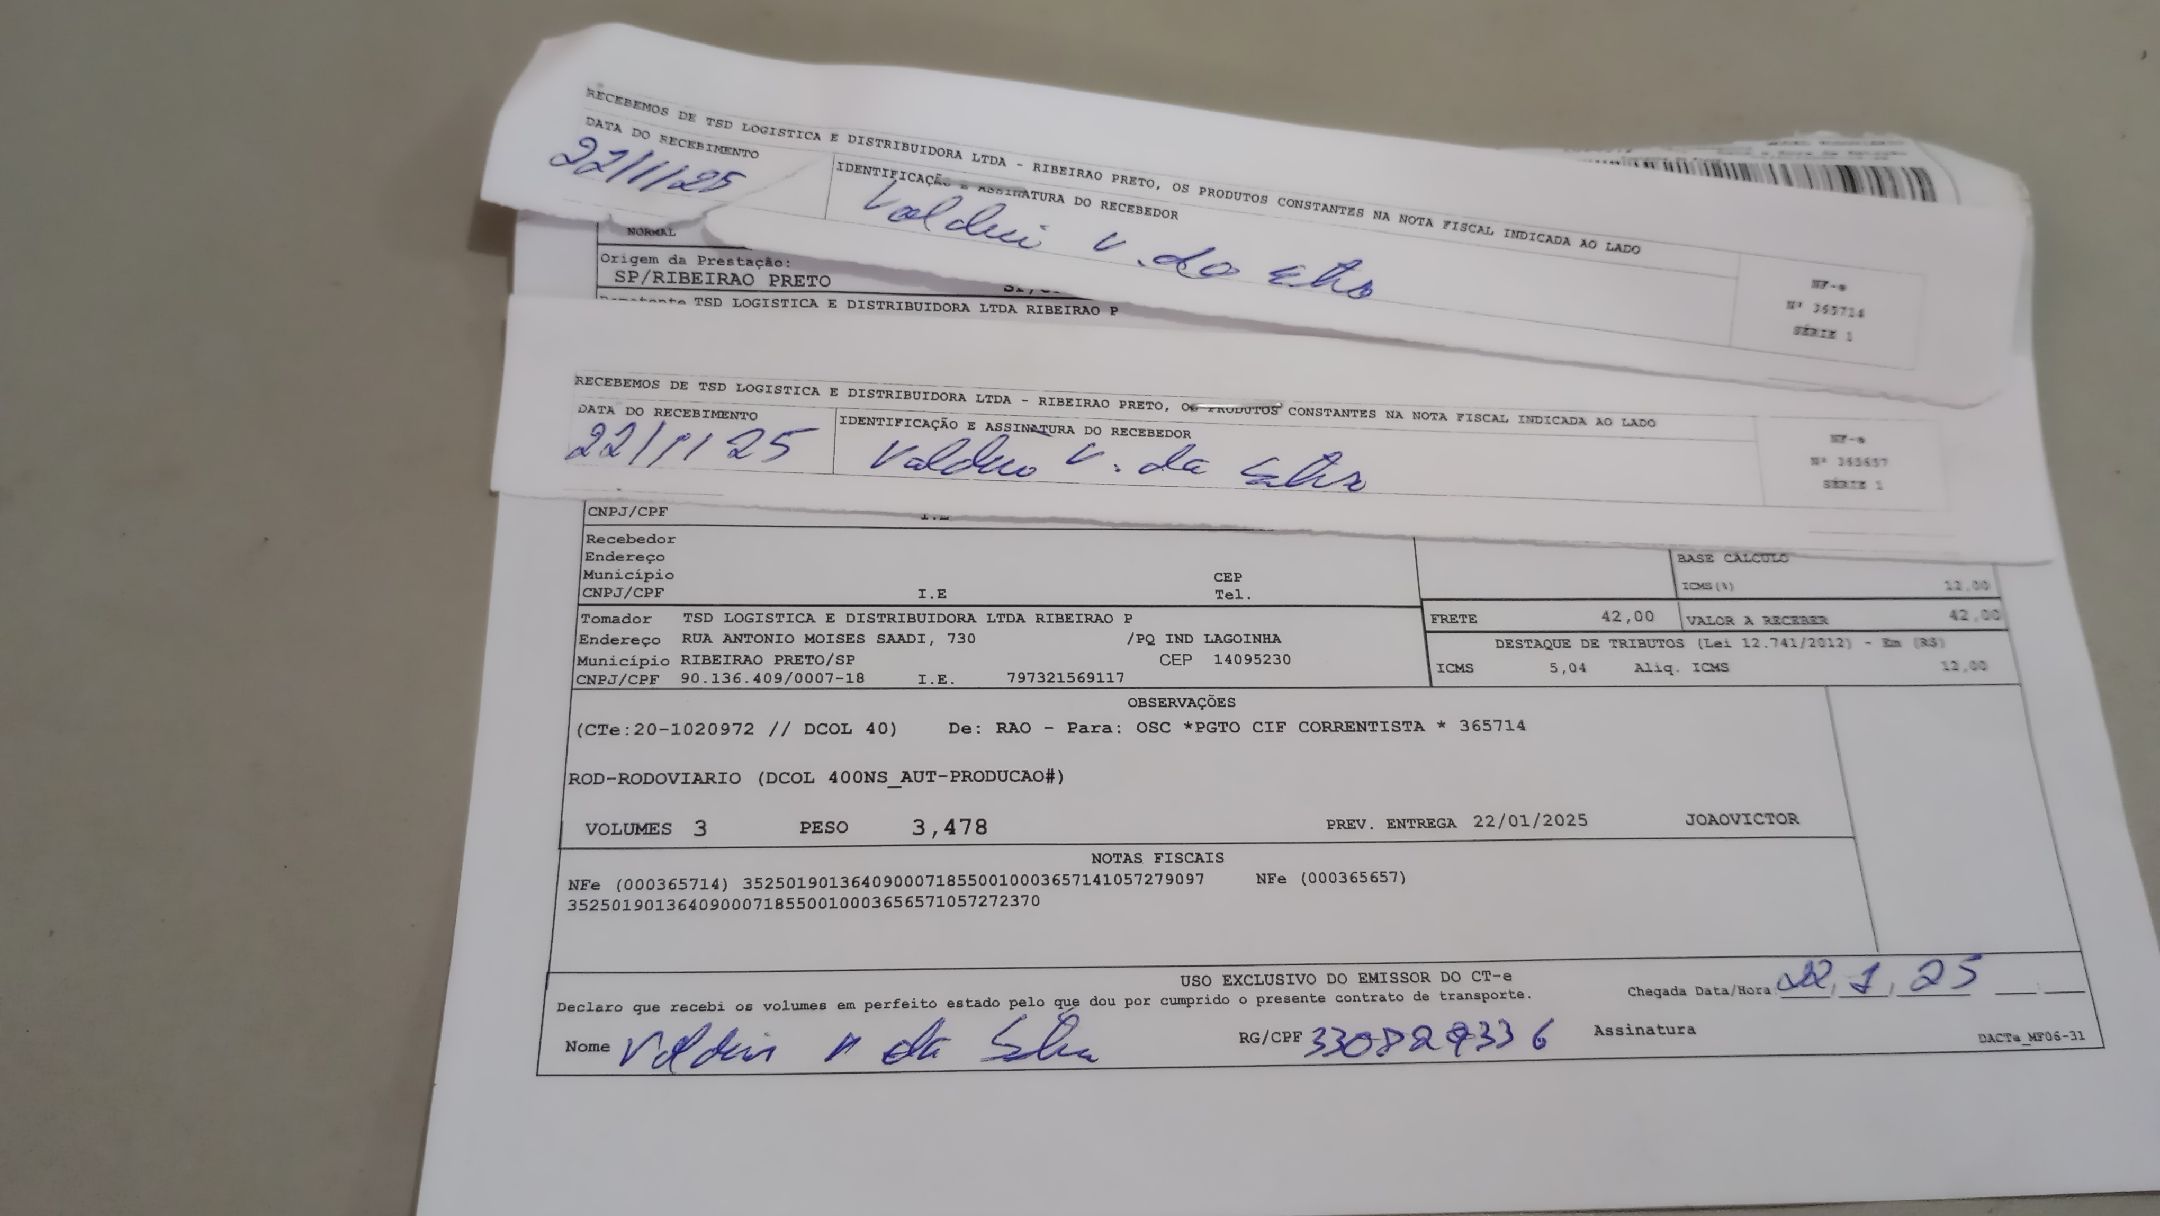 RECEBEMOS DE TSD LOGISTICA E DISTRIBUIDORA LTDA - RIBEIRAO PRETO, OS PRODUTOS CONSTANTES NA NOTA FISCAL INDICADA AO LADO
DATA DO RECEBIMENTO
IDENTIFICAÇÃO E ASSINATURA DO RECEBEDOR
22/1/25
Valdeci V. da Silva
NF-e
Nº 365714
SÉRIE 1
NORMAL
Origem da Prestação:
SP/RIBEIRAO PRETO
TSD LOGISTICA E DISTRIBUIDORA LTDA RIBEIRAO P
RECEBEMOS DE TSD LOGISTICA E DISTRIBUIDORA LTDA - RIBEIRAO PRETO, OS PRODUTOS CONSTANTES NA NOTA FISCAL INDICADA AO LADO
DATA DO RECEBIMENTO
IDENTIFICAÇÃO E ASSINATURA DO RECEBEDOR
22/1/25
V. da Silva
NF-e
Nº 365657
SÉRIE 1
CNPJ/CPF I.E
Recebedor
Endereço
Município CEP
CNPJ/CPF I.E Tel.
BASE CALCULO
ICMS(%) 12,00
Tomador TSD LOGISTICA E DISTRIBUIDORA LTDA RIBEIRAO P
Endereço RUA ANTONIO MOISES SAADI, 730 /PQ IND LAGOINHA
Município RIBEIRAO PRETO/SP CEP 14095230
CNPJ/CPF 90.136.409/0007-18 I.E. 797321569117
FRETE 42,00 VALOR A RECEBER 42,00
DESTAQUE DE TRIBUTOS (Lei 12.741/2012) - Em (R$)
ICMS 5,04 Aliq. ICMS 12,00
OBSERVAÇÕES
(CTe:20-1020972 // DCOL 40) De: RAO - Para: OSC *PGTO CIF CORRENTISTA * 365714
ROD-RODOVIARIO (DCOL 400NS_AUT-PRODUCAO#)
VOLUMES 3 PESO 3,478 PREV. ENTREGA 22/01/2025 JOAOVICTOR
NOTAS FISCAIS
NFe (000365714) 35250190136409000718550010003657141057279097 NFe (000365657)
35250190136409000718550010003656571057272370
USO EXCLUSIVO DO EMISSOR DO CT-e
Declaro que recebi os volumes em perfeito estado pelo que dou por cumprido o presente contrato de transporte.
Chegada Data/Hora 22, 1, 25
Nome da Silva RG/CPF 330829336 Assinatura
DACTe_MF06-31